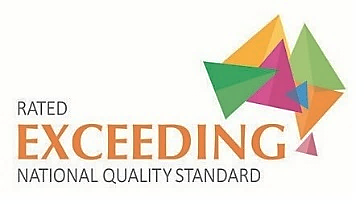 RATED
EXCEEDING
NATIONAL QUALITY STANDARD